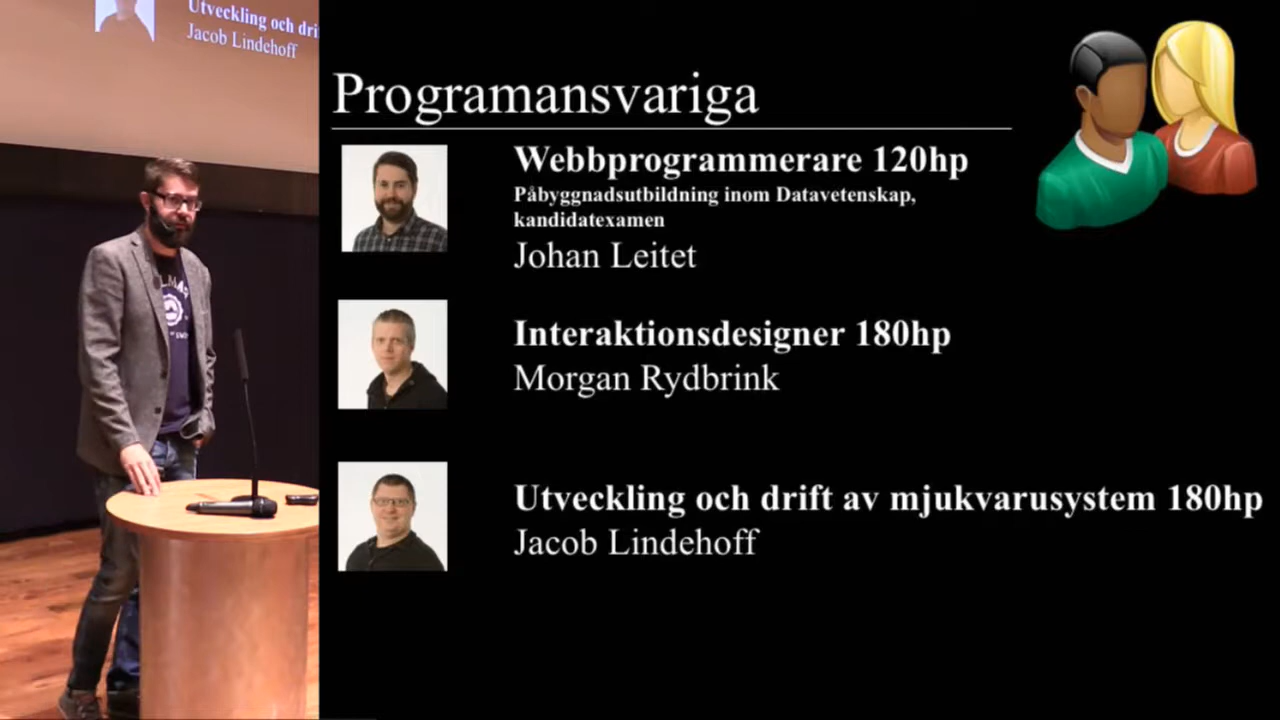 Utveckling och drif
Jacob Lindehoff
Programansvariga
Webbprogrammerare 120hp
Påbyggnadsutbildning inom Datavetenskap,
kandidatexamen
Johan Leitet
Interaktionsdesigner 180hp
Morgan Rydbrink
Utveckling och drift av mjukvarusystem 180hp
Jacob Lindehoff